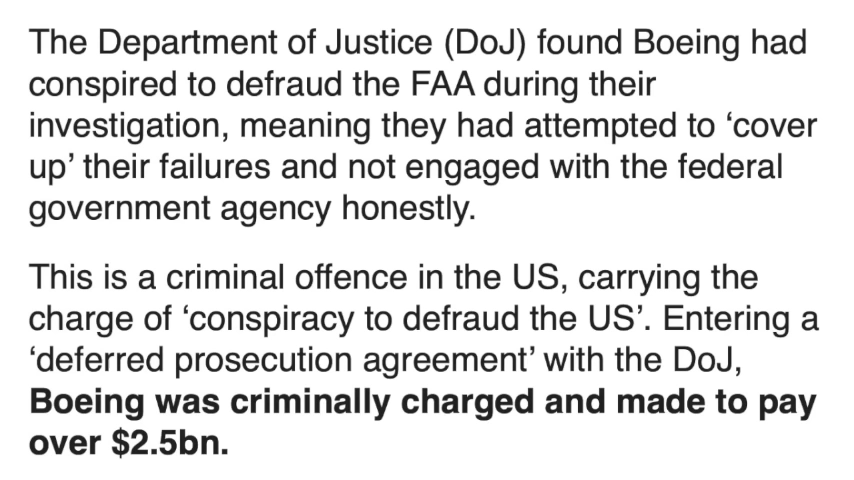 The Department of Justice (DoJ) found Boeing had
conspired to defraud the FAA during their
investigation, meaning they had attempted to ‘cover
up’ their failures and not engaged with the federal
government agency honestly.
This is a criminal offence in the US, carrying the
charge of ‘conspiracy to defraud the US’. Entering a
‘deferred prosecution agreement’ with the DoJ,
Boeing was criminally charged and made to pay
over $2.5bn.